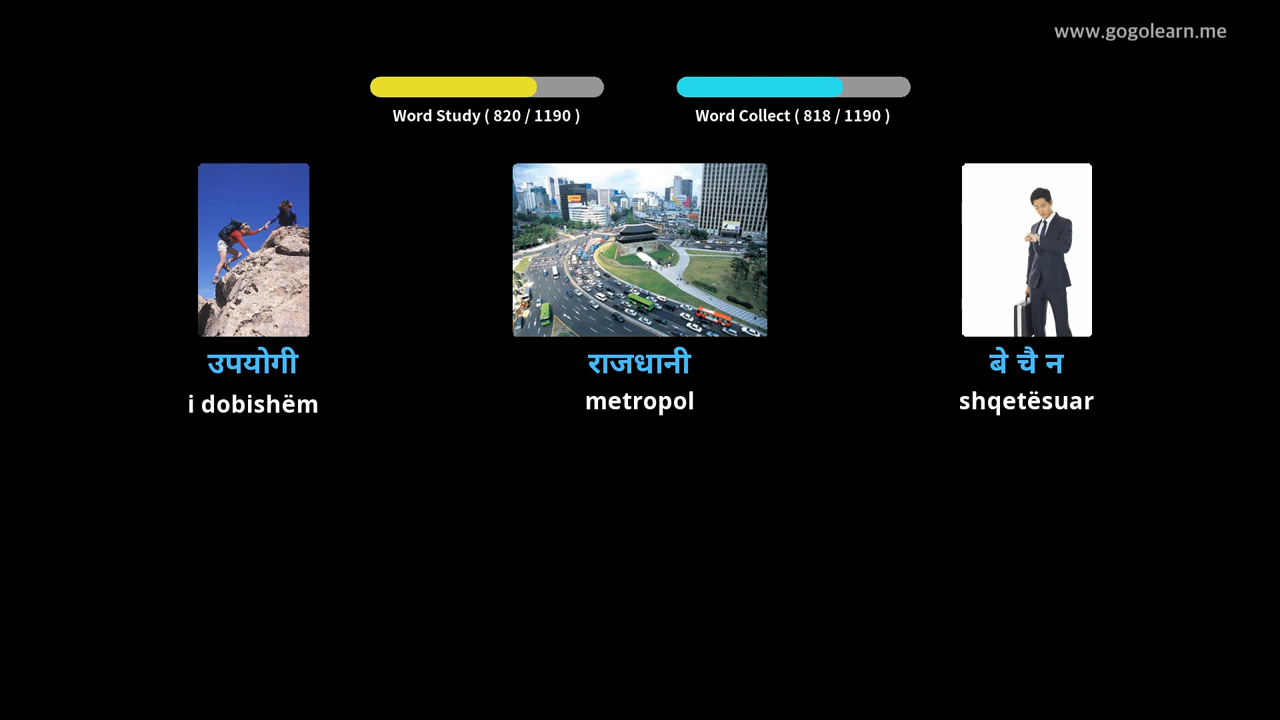 www.gogolearn.me
Word Study ( 820 / 1190 )
Word Collect ( 818 / 1190 )
उपयोगी
राजधानी
बे चै न
i dobishëm
metropol
shqetësuar